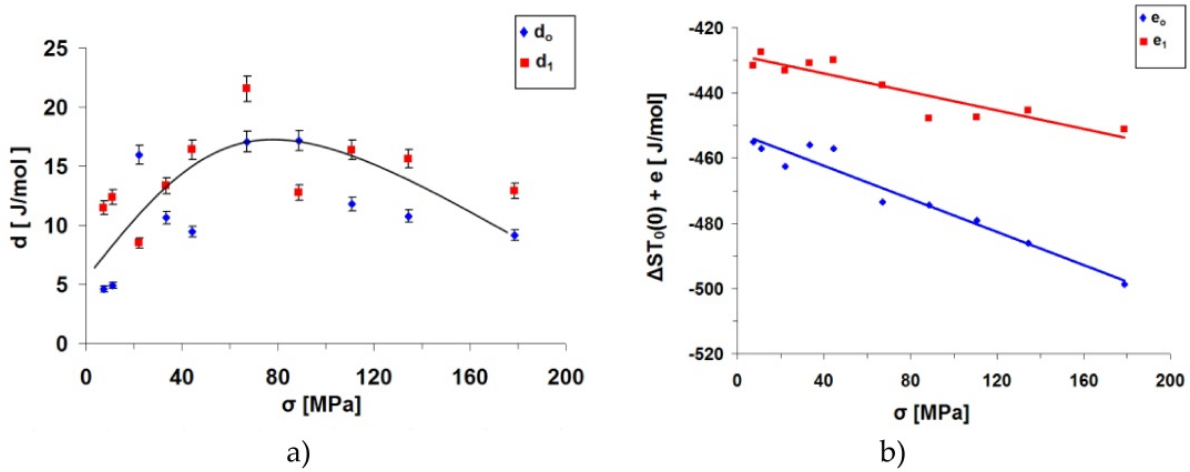 d₀
d₁
25
20
15
10
5
0
d [ J/mol]
0 40 80 120 160 200
σ [MPa]
a)
e₀
e₁
-420
-440
-460
-480
-500
-520
ΔST₀(0) + e [ J/mol]
0 40 80 120 160 200
σ [MPa]
b)